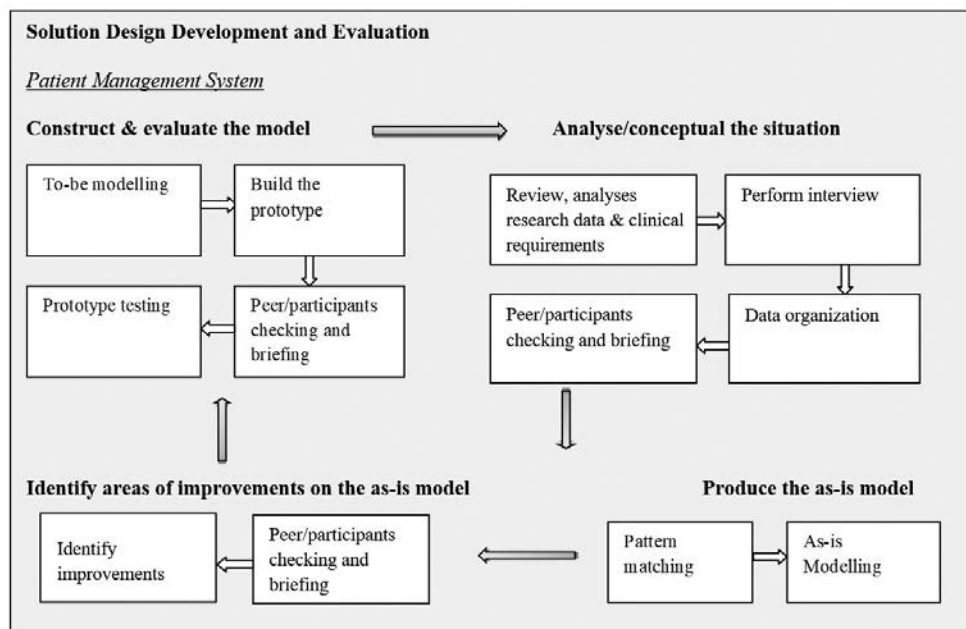 Solution Design Development and Evaluation
Patient Management System
Construct & evaluate the model
To-be modelling
Build the
prototype
Prototype testing
Peer/participants
checking and
briefing
Analyse/conceptual the situation
Review, analyses
research data & clinical
requirements
Perform interview
Peer/participants
checking and briefing
Data organization
Identify areas of improvements on the as-is model
Identify
improvements
Peer/participants
checking and
briefing
Produce the as-is model
Pattern
matching
As-is
Modelling